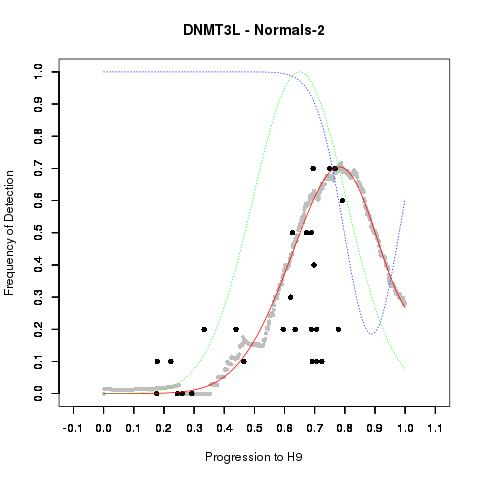 DNMT3L - Normals-2
Frequency of Detection
1.0
0.9
0.8
0.7
0.6
0.5
0.4
0.3
0.2
0.1
0.0
-0.1 0.0 0.1 0.2 0.3 0.4 0.5 0.6 0.7 0.8 0.9 1.0 1.1
Progression to H9